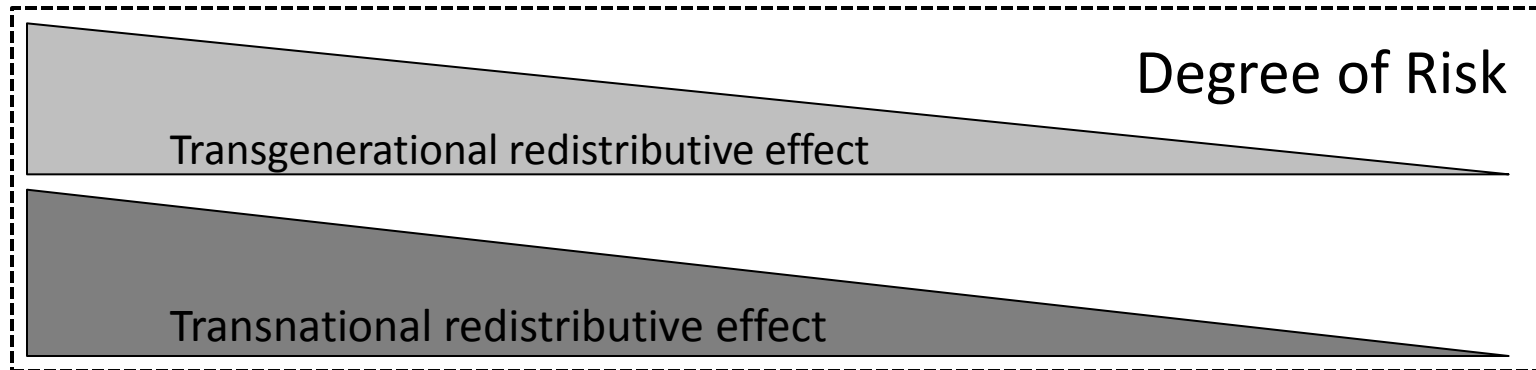 Degree of Risk
Transgenerational redistributive effect
Transnational redistributive effect